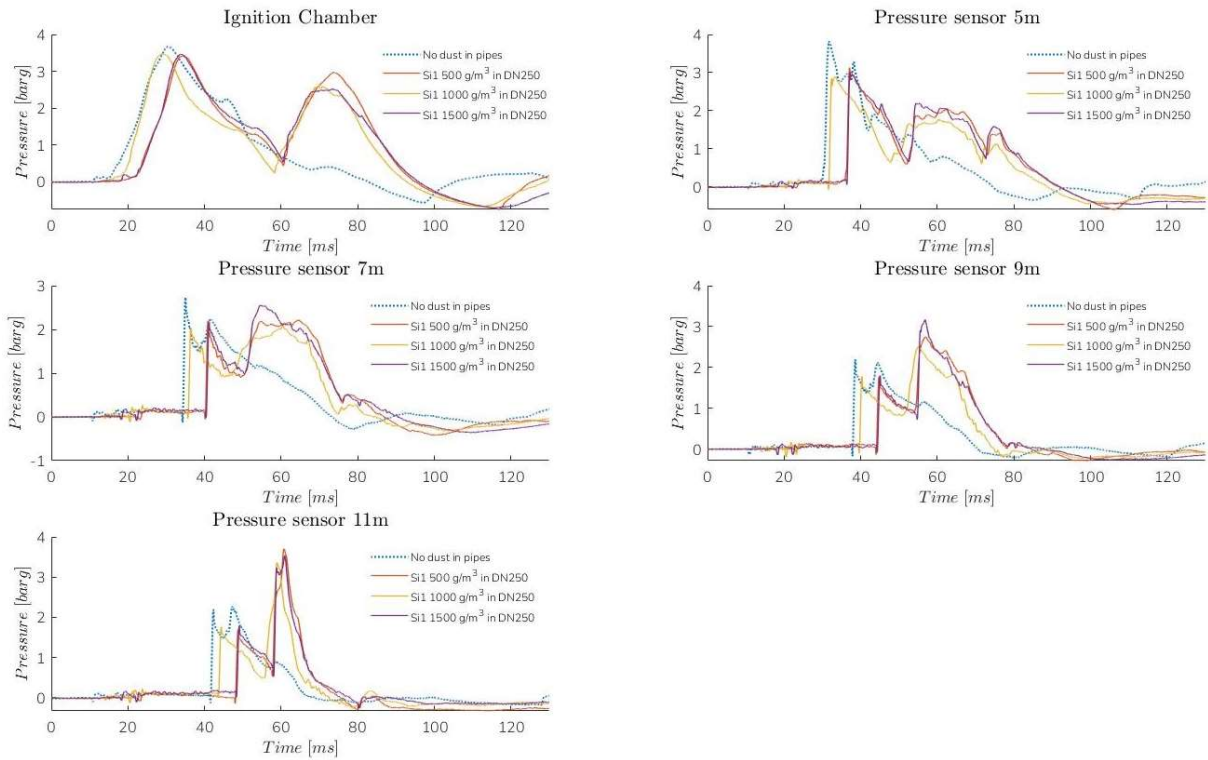 Ignition Chamber
4
3
2
1
0
Pressure [barg]
0 20 40 60 80 100 120
Time [ms]
No dust in pipes
Si1 500 g/m³ in DN250
Si1 1000 g/m³ in DN250
Si1 1500 g/m³ in DN250
Pressure sensor 5m
4
3
2
1
0
Pressure [barg]
0 20 40 60 80 100 120
Time [ms]
No dust in pipes
Si1 500 g/m³ in DN250
Si1 1000 g/m³ in DN250
Si1 1500 g/m³ in DN250
Pressure sensor 7m
3
2
1
0
-1
Pressure [barg]
0 20 40 60 80 100 120
Time [ms]
No dust in pipes
Si1 500 g/m³ in DN250
Si1 1000 g/m³ in DN250
Si1 1500 g/m³ in DN250
Pressure sensor 9m
4
3
2
1
0
Pressure [barg]
0 20 40 60 80 100 120
Time [ms]
No dust in pipes
Si1 500 g/m³ in DN250
Si1 1000 g/m³ in DN250
Si1 1500 g/m³ in DN250
Pressure sensor 11m
4
3
2
1
0
Pressure [barg]
0 20 40 60 80 100 120
Time [ms]
No dust in pipes
Si1 500 g/m³ in DN250
Si1 1000 g/m³ in DN250
Si1 1500 g/m³ in DN250